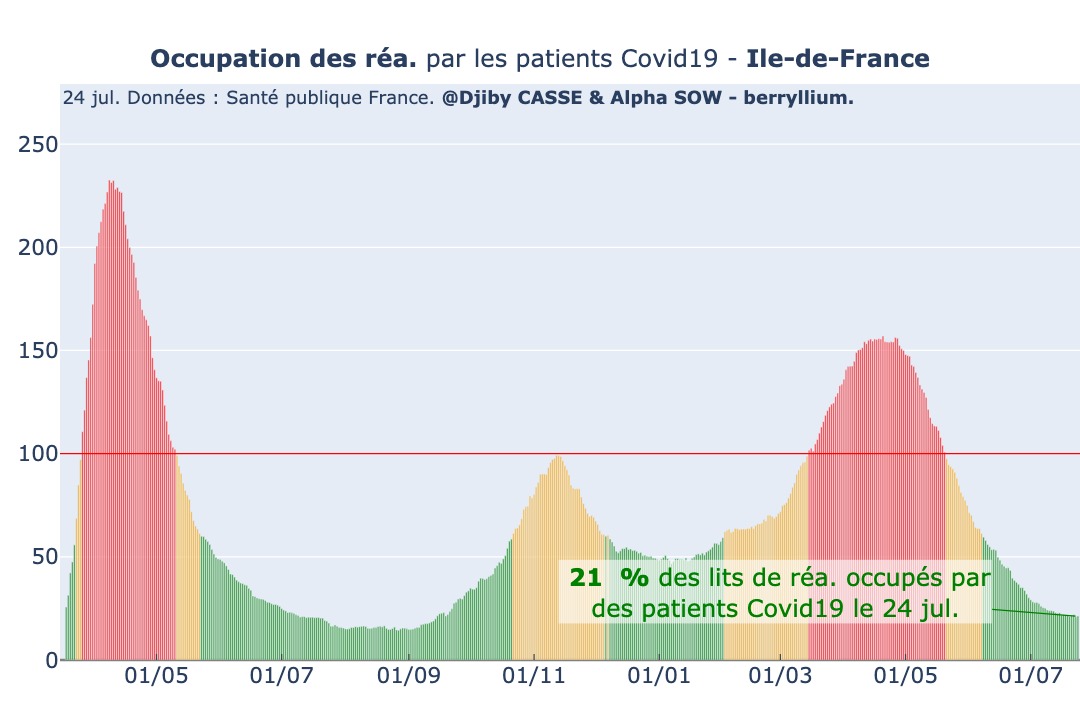 Occupation des réa. par les patients Covid19 - Ile-de-France
24 jul. Données : Santé publique France. @Djiby CASSE & Alpha SOW - berryllium.
250
200
150
100
50
0
21 % des lits de réa. occupés par
des patients Covid19 le 24 jul.
01/05 01/07 01/09 01/11 01/01 01/03 01/05 01/07